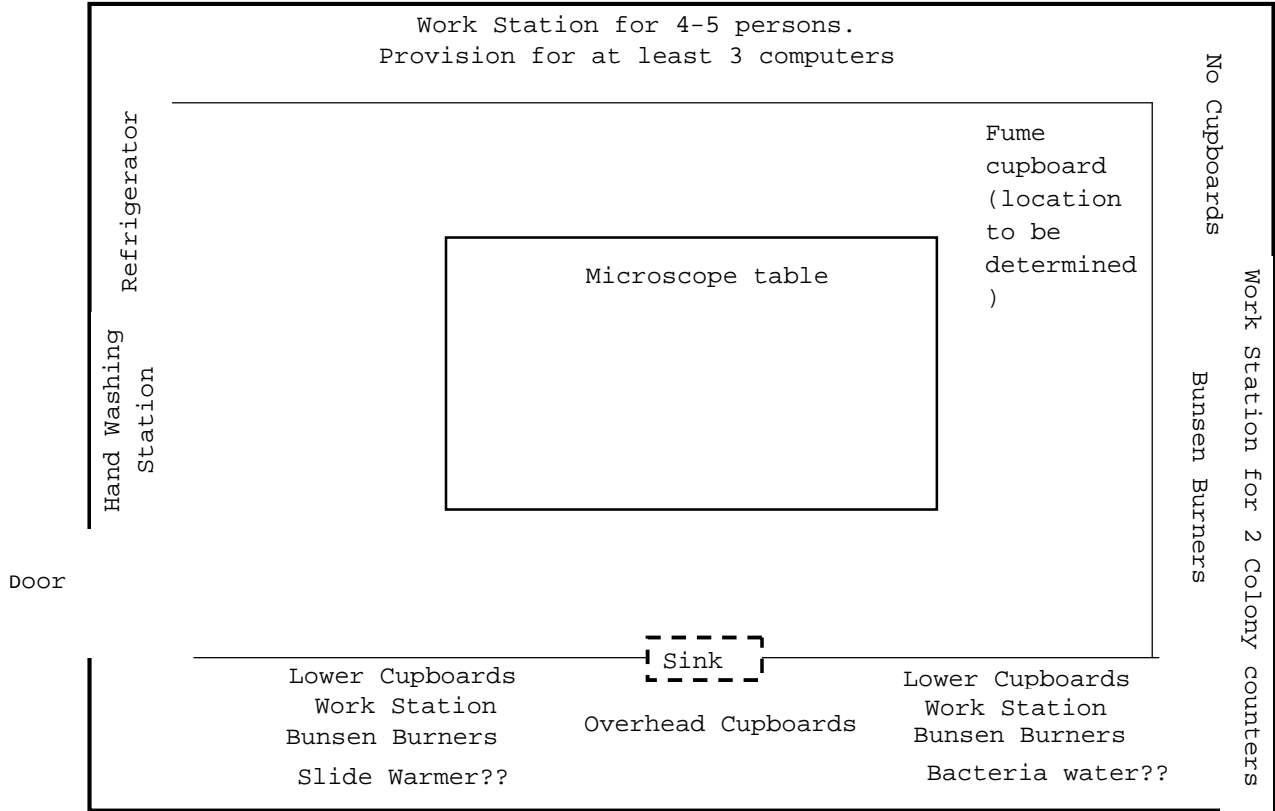 Work Station for 4-5 persons.
Provision for at least 3 computers
No Cupboards
Refrigerator
Fume
cupboard
(location
to be
determined
)
Microscope table
Work Station for 2 Colony counters
Hand Washing
Station
Bunsen Burners
Door
Sink
Lower Cupboards
Work Station
Bunsen Burners
Slide Warmer??
Overhead Cupboards
Lower Cupboards
Work Station
Bunsen Burners
Bacteria water??